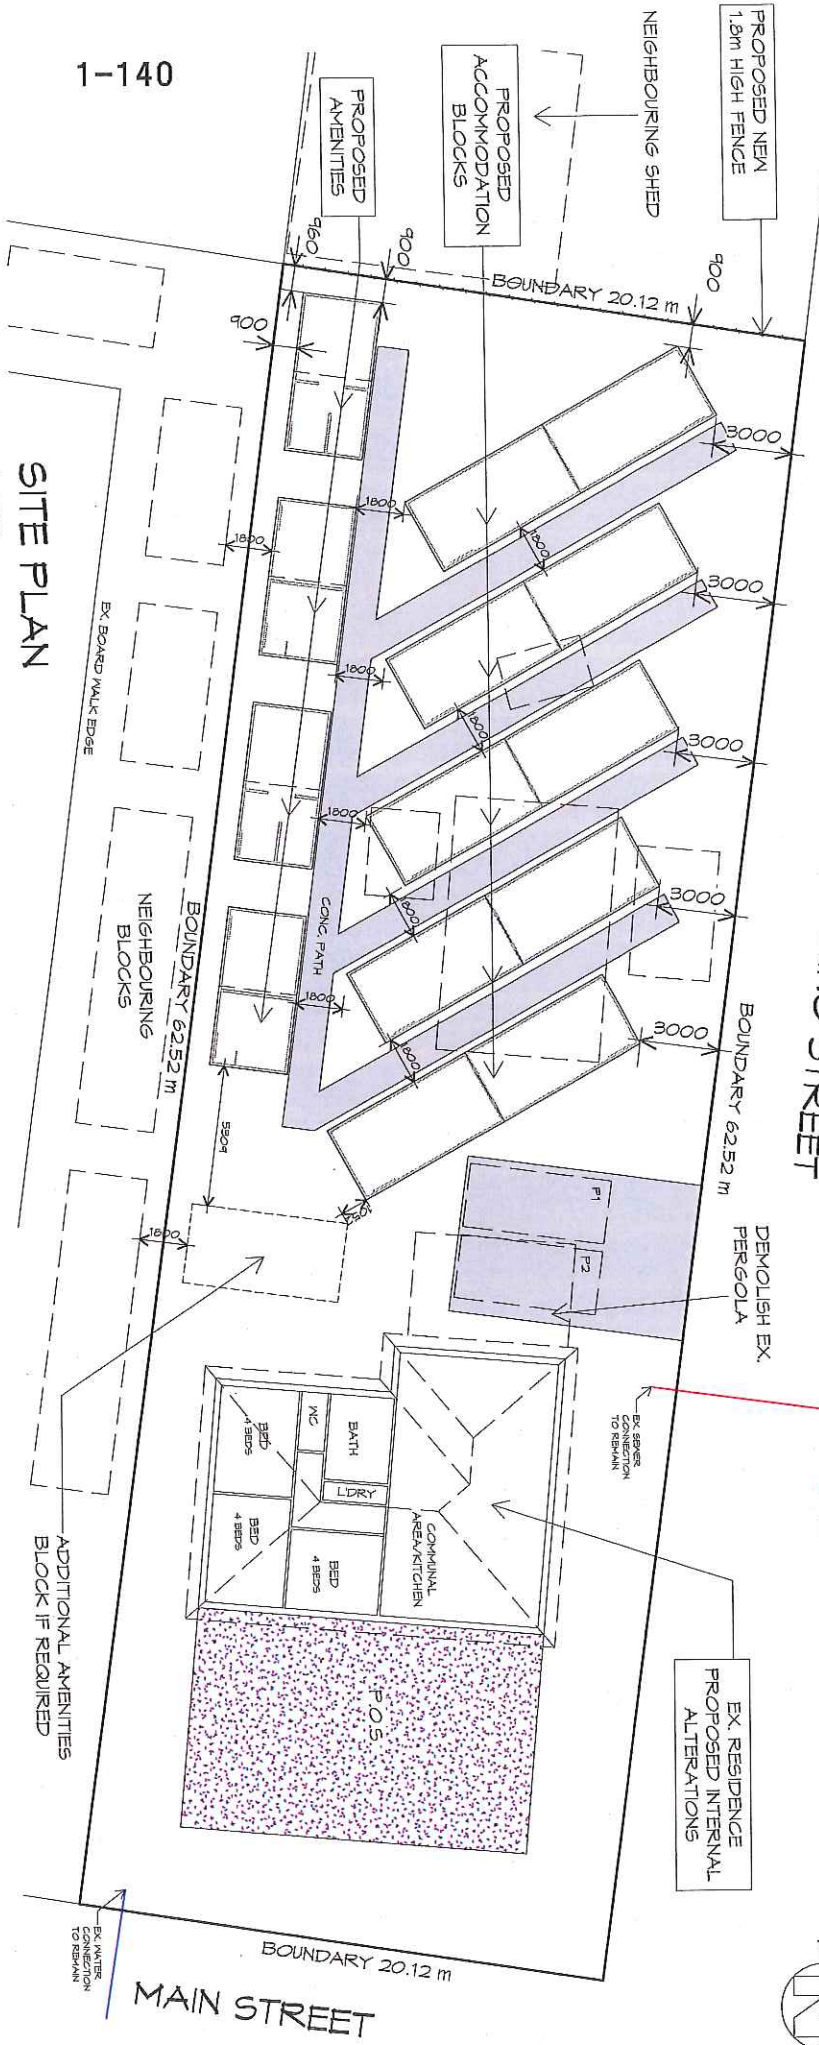 1-140
PROPOSED NEW
1.8m HIGH FENCE
NEIGHBOURING SHED
PROPOSED
ACCOMMODATION
BLOCKS
PROPOSED
AMENITIES
960
900
BOUNDARY 20.12 m
900
900
3000
1800
1800
1800
3000
1800
1800
3000
1800
1800
3000
CONC. PATH
1800
1800
3000
STREET
SITE PLAN
EX. BOARD WALK EDGE
NEIGHBOURING
BLOCKS
BOUNDARY 62.52 m
BOUNDARY 62.52 m
5509
1800
P1
P2
DEMOLISH EX.
PERGOLA
EX. SEWER
CONNECTION
TO REMAIN
BATH
WC
L'DRY
BED
4 BEDS
BED
4 BEDS
BED
4 BEDS
COMMUNAL
AREA/KITCHEN
P.O.S
ADDITIONAL AMENITIES
BLOCK IF REQUIRED
EX. RESIDENCE
PROPOSED INTERNAL
ALTERATIONS
EX. WATER
CONNECTION
TO REMAIN
BOUNDARY 20.12 m
MAIN STREET
N